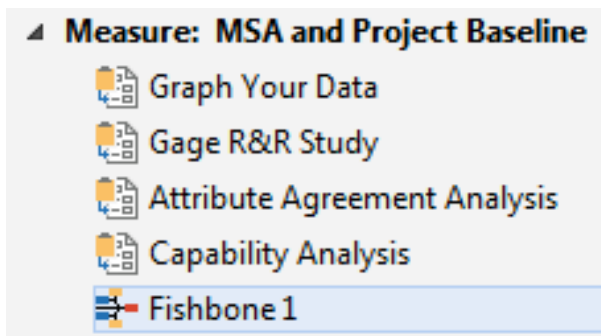 Measure: MSA and Project Baseline
Graph Your Data
Gage R&R Study
Attribute Agreement Analysis
Capability Analysis
Fishbone 1